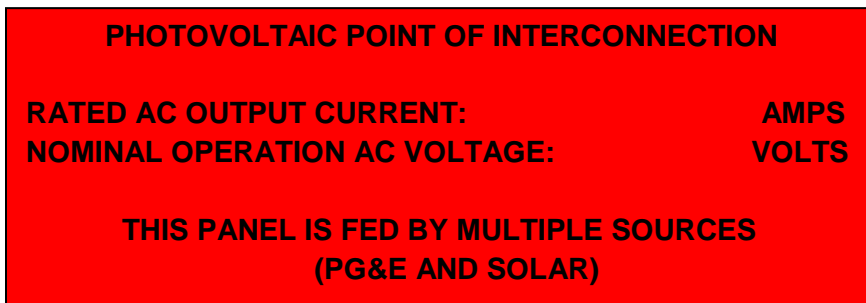 PHOTOVOLTAIC POINT OF INTERCONNECTION
RATED AC OUTPUT CURRENT: AMPS
NOMINAL OPERATION AC VOLTAGE: VOLTS
THIS PANEL IS FED BY MULTIPLE SOURCES
(PG&E AND SOLAR)